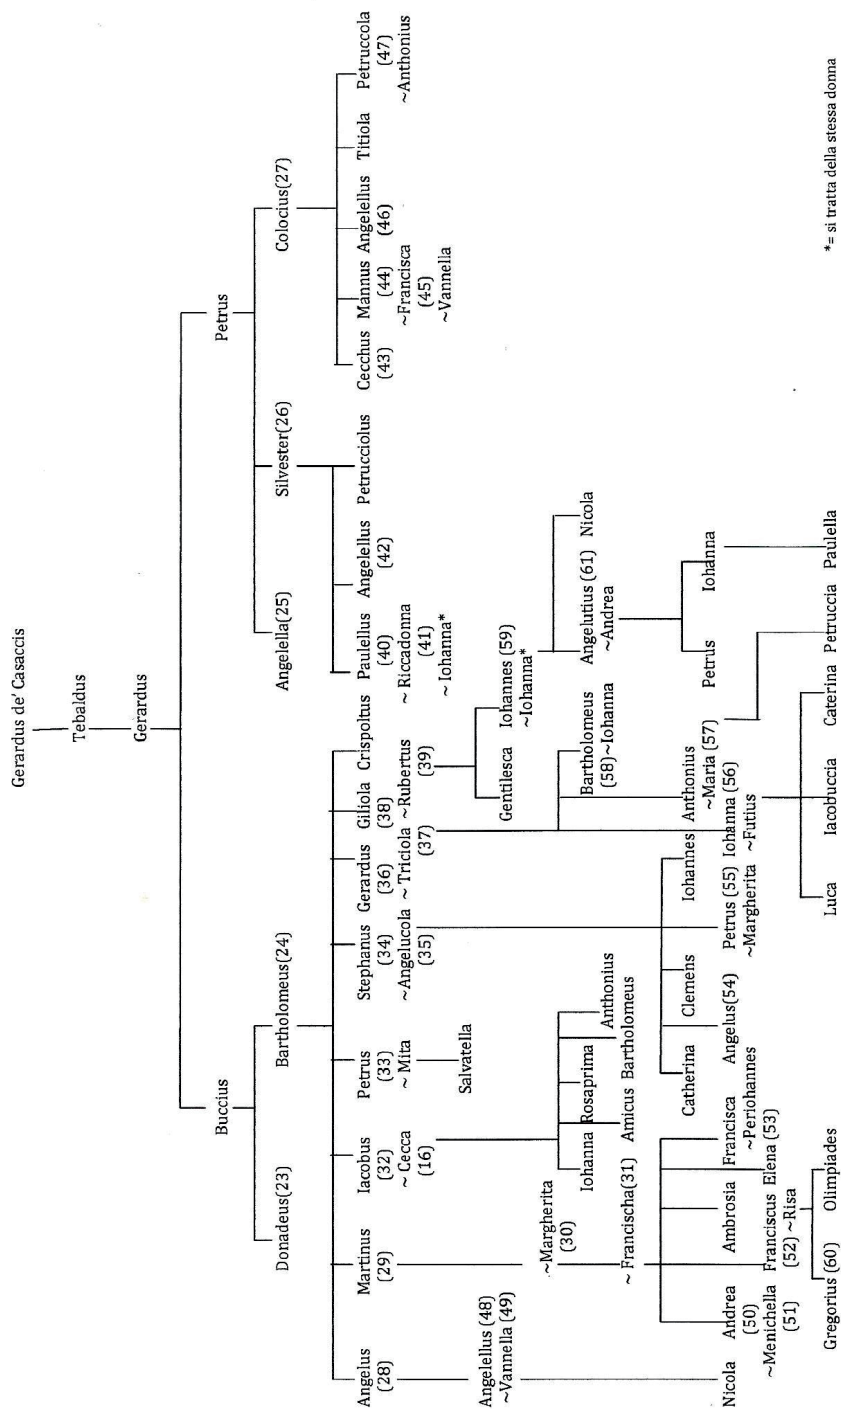 Gerardus de' Casaccis
Tebaldus
Gerardus
Buccius
Petrus
Donadeus(23)
Bartholomeus(24)
Angelella(25)
Silvester(26)
Colocius(27)
Angelus
(28)
Martinus
(29)
Iacobus
(32)
~ Cecca
(16)
Petrus
(33)
~ Mita
Stephanus
(34)
~Angelucola
(35)
Gerardus
(36)
~ Triciola
(37)
Giliola
(38)
~Rubertus
(39)
Crispoltus
Paulellus
(40)
~ Riccadonna
(41)
~ Iohanna*
Angelellus
(42)
Petrucciolus
Cecchus
(43)
Mannus
(44)
~Francisca
(45)
~Vannella
Angelellus
(46)
Titiola
Petruccola
(47)
~Anthonius
Angelellus (48)
~Vannella (49)
~Margherita
(30)
~ Francischa(31)
Salvatella
Iohanna
Rosaprima
Anthonius
Amicus
Bartholomeus
Gentilesca
Iohannes (59)
~Iohanna*
Bartholomeus
(58)~Iohanna
Angelutius (61)
~Andrea
Nicola
Catherina
Clemens
Iohannes
Angelus(54)
Petrus (55)
~Margherita
Anthonius
~Maria (57)
Iohanna (56)
~Futius
Petrus
Iohanna
Nicola
Andrea
(50)
~Menichella
(51)
Ambrosia
Franciscus
(52) ~Risa
Francisca
~Periohannes
Elena (53)
Gregorius (60)
Olimpiades
Luca
Iacobuccia
Caterina
Petruccia
Paulella
*= si tratta della stessa donna